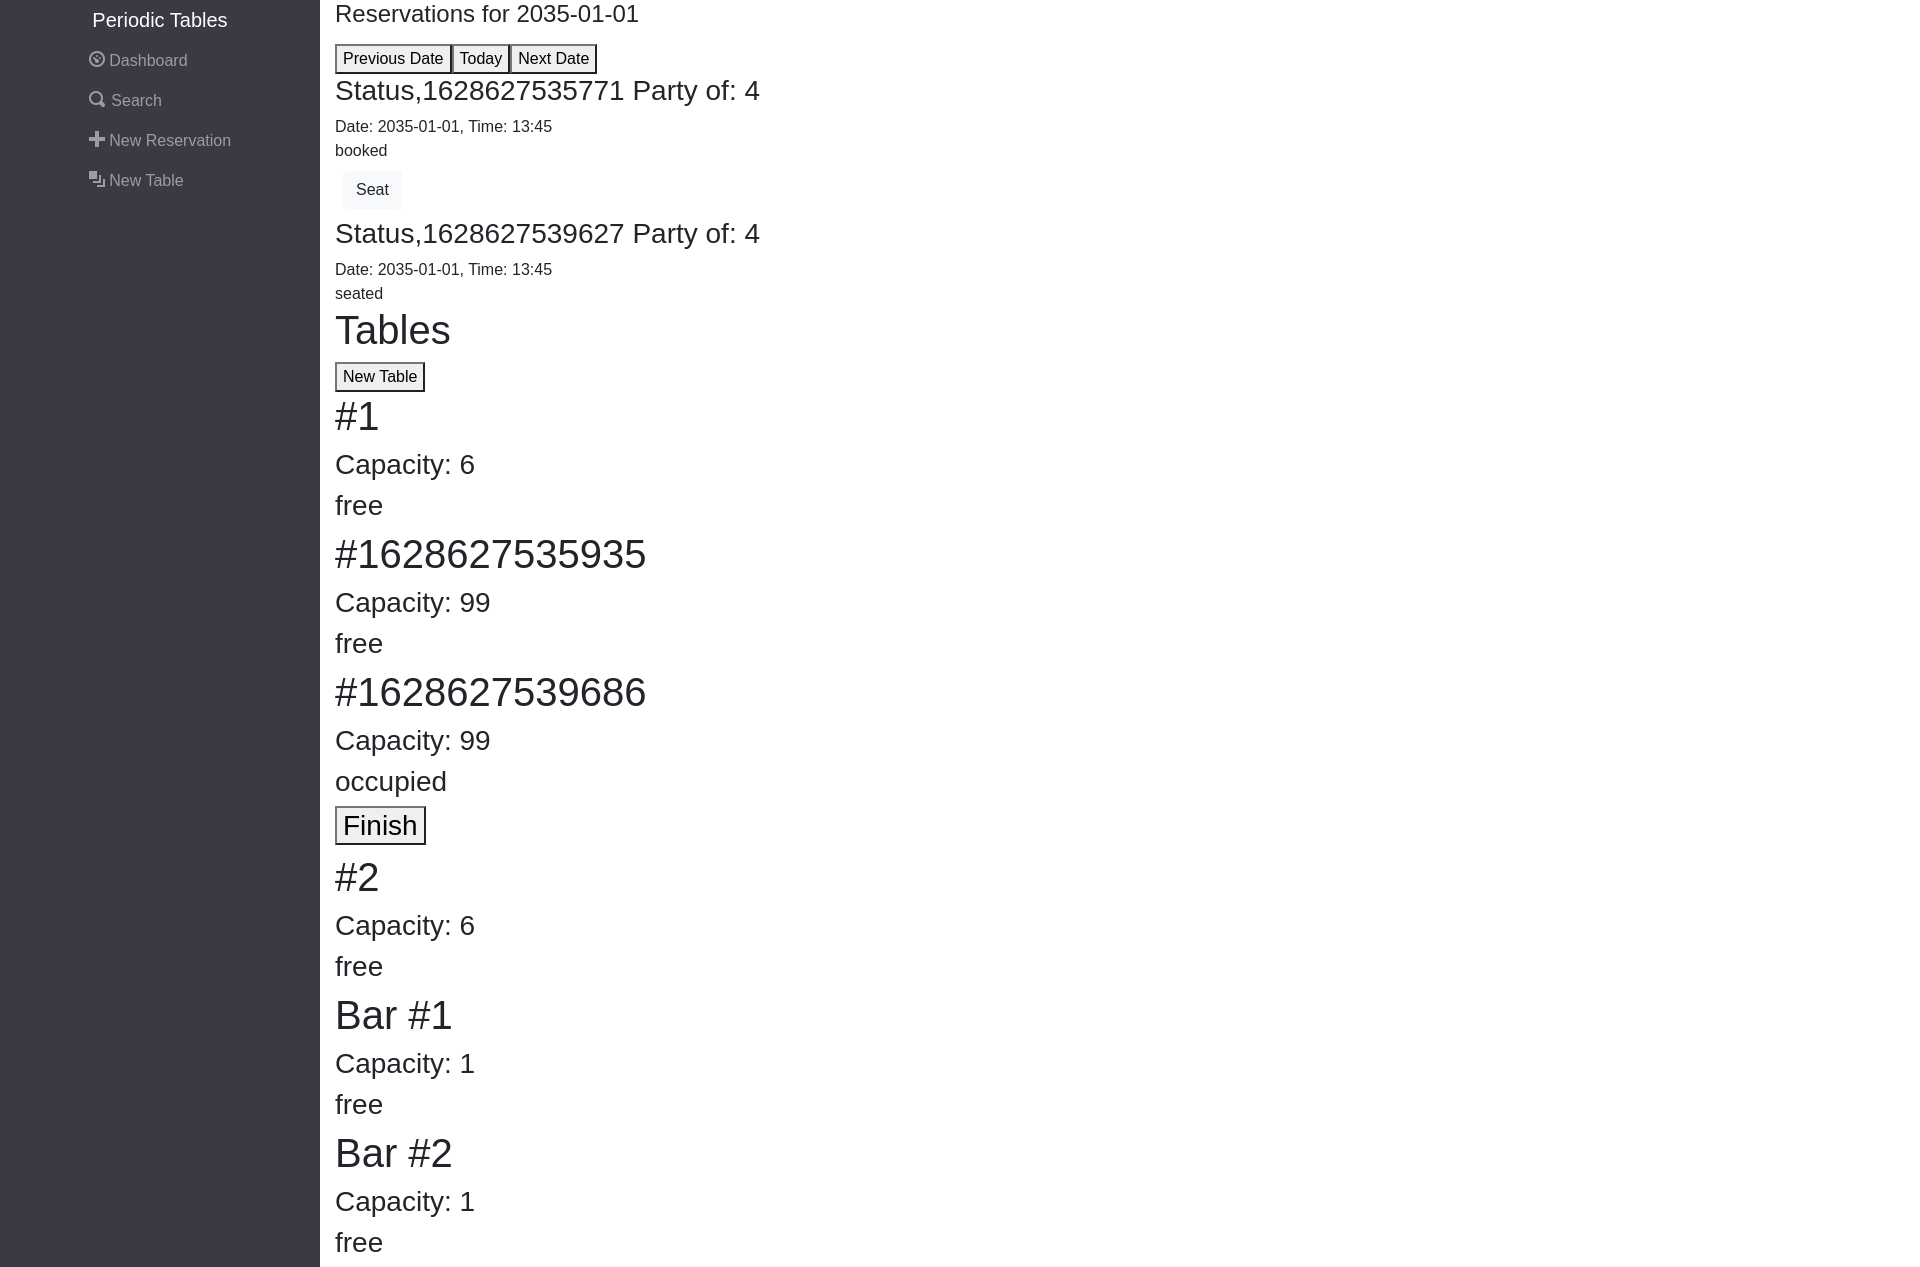 Periodic Tables
Dashboard
Search
New Reservation
New Table
Reservations for 2035-01-01
Previous Date Today Next Date
Status,1628627535771 Party of: 4
Date: 2035-01-01, Time: 13:45
booked
Seat
Status,1628627539627 Party of: 4
Date: 2035-01-01, Time: 13:45
seated
Tables
New Table
#1
Capacity: 6
free
#1628627535935
Capacity: 99
free
#1628627539686
Capacity: 99
occupied
Finish
#2
Capacity: 6
free
Bar #1
Capacity: 1
free
Bar #2
Capacity: 1
free